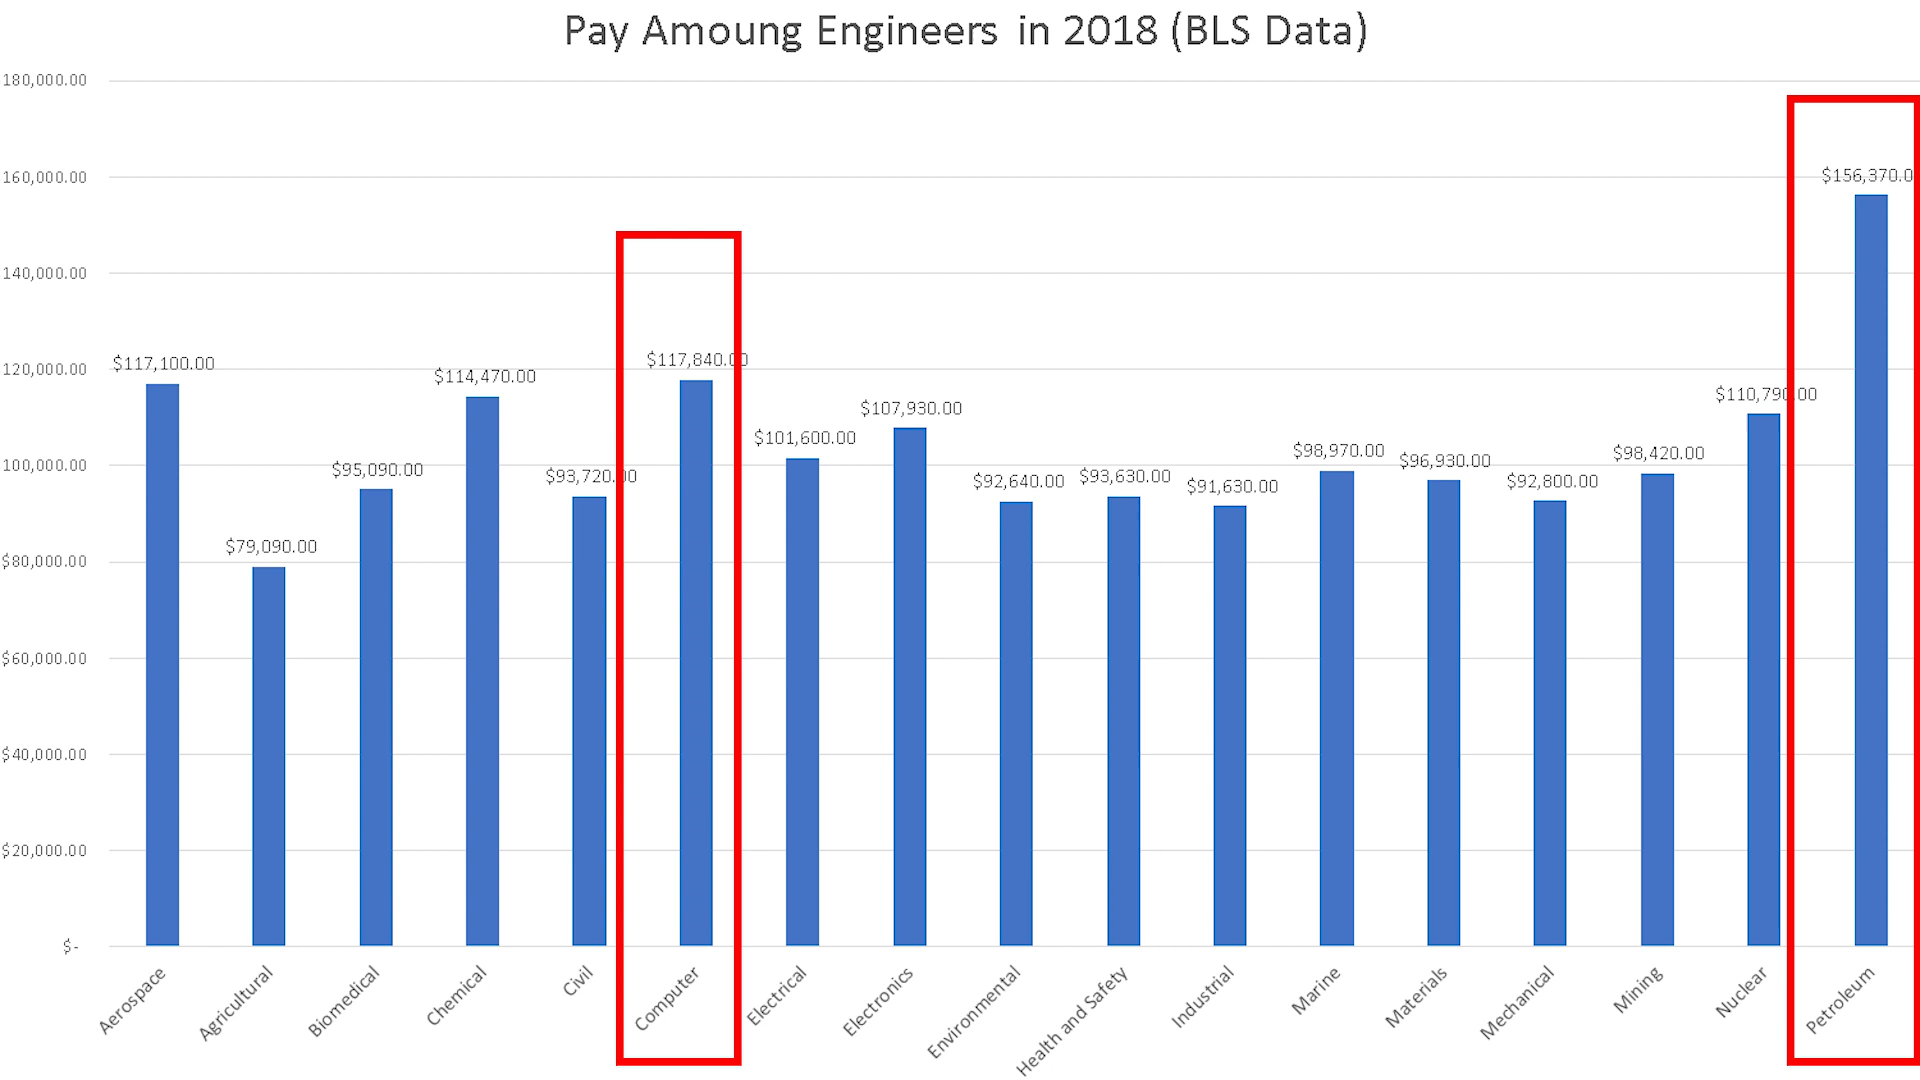 Pay Amoung Engineers in 2018 (BLS Data)
180,000.00
160,000.00
140,000.00
120,000.00
100,000.00
$80,000.00
$60,000.00
$40,000.00
$20,000.00
$-
$117,100.00
$79,090.00
$95,090.00
$114,470.00
$93,720.00
$117,840.00
$101,600.00
$107,930.00
$92,640.00
$93,630.00
$91,630.00
$98,970.00
$96,930.00
$92,800.00
$98,420.00
$110,790.00
$156,370.0
Aerospace
Agricultural
Biomedical
Chemical
Civil
Computer
Electrical
Electronics
Environmental
Health and Safety
Industrial
Marine
Materials
Mechanical
Mining
Nuclear
Petroleum